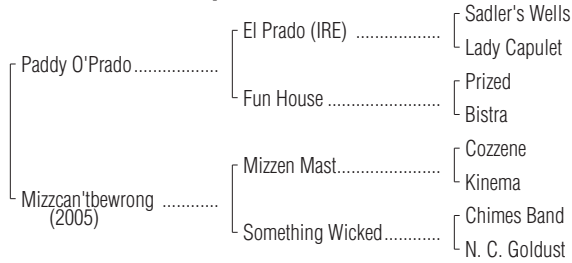 Sadler's Wells
El Prado (IRE) ..................
Lady Capulet
Paddy O'Prado.................
Prized
Fun House .......................
Bistra
Cozzene
Mizzen Mast.....................
Kinema
Mizzcan'tbewrong ............
(2005)
Chimes Band
Something Wicked............
N. C. Goldust